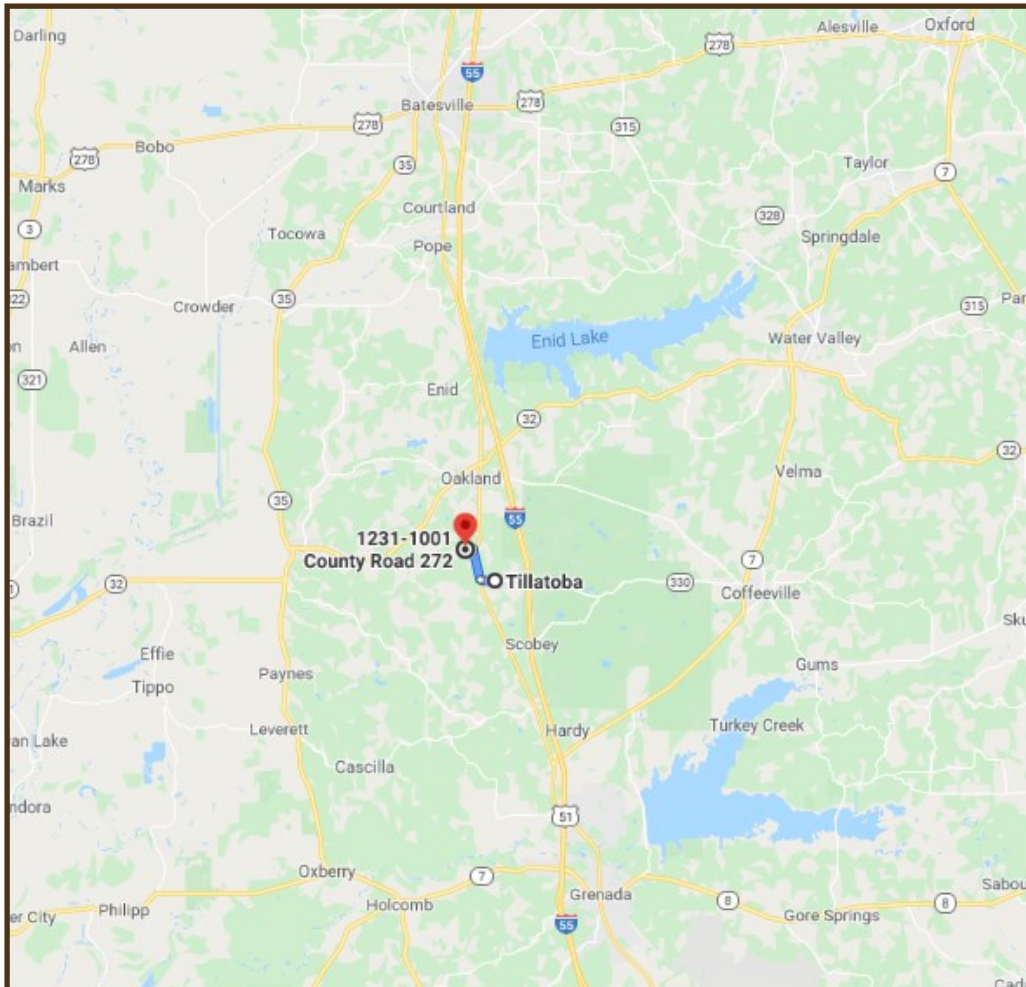 Darling
Alesville
Oxford
278
55
Batesville
278
278
315
Bobo
278
35
Taylor
7
Marks
Courtland
328
3
Tocowa
Pope
Springdale
ambert
322
35
Crowder
315
Par
Enid Lake
Water Valley
Allen
321
Enid
32
32
Oakland
Velma
35
Brazil
55
1231-1001
County Road 272
7
32
Tillatoba
330
Coffeeville
Sku
Effie
Scobey
Gums
Tippo
Paynes
Turkey Creek
an Lake
Leverett
Hardy
Cascilla
ndora
51
Oxberry
7
Grenada
Sabou
er City
Philipp
Holcomb
8
Gore Springs
8
55
Cad